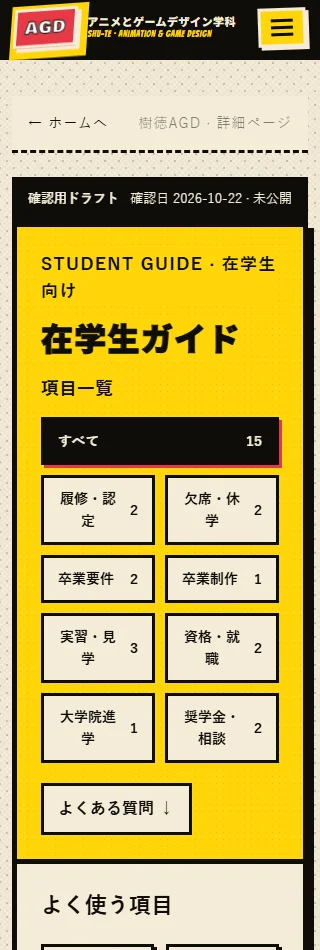 AGD
アニメとゲームデザイン学科
SHU-TE · ANIMATION & GAME DESIGN
← ホームへ
樹徳AGD · 詳細ページ
確認用ドラフト 確認日 2026-10-22 · 未公開
STUDENT GUIDE · 在学生
向け
在学生ガイド
項目一覧
すべて 15
履修・認
定 2
欠席・休
学 2
卒業要件 2
卒業制作 1
実習・見
学 3
資格・就
職 2
大学院進
学 1
奨学金・
相談 2
よくある質問 ↓
よく使う項目